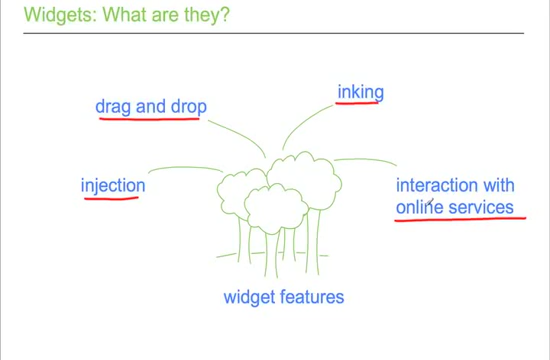 Widgets: What are they?
inking
drag and drop
injection
interaction with
online services
widget features